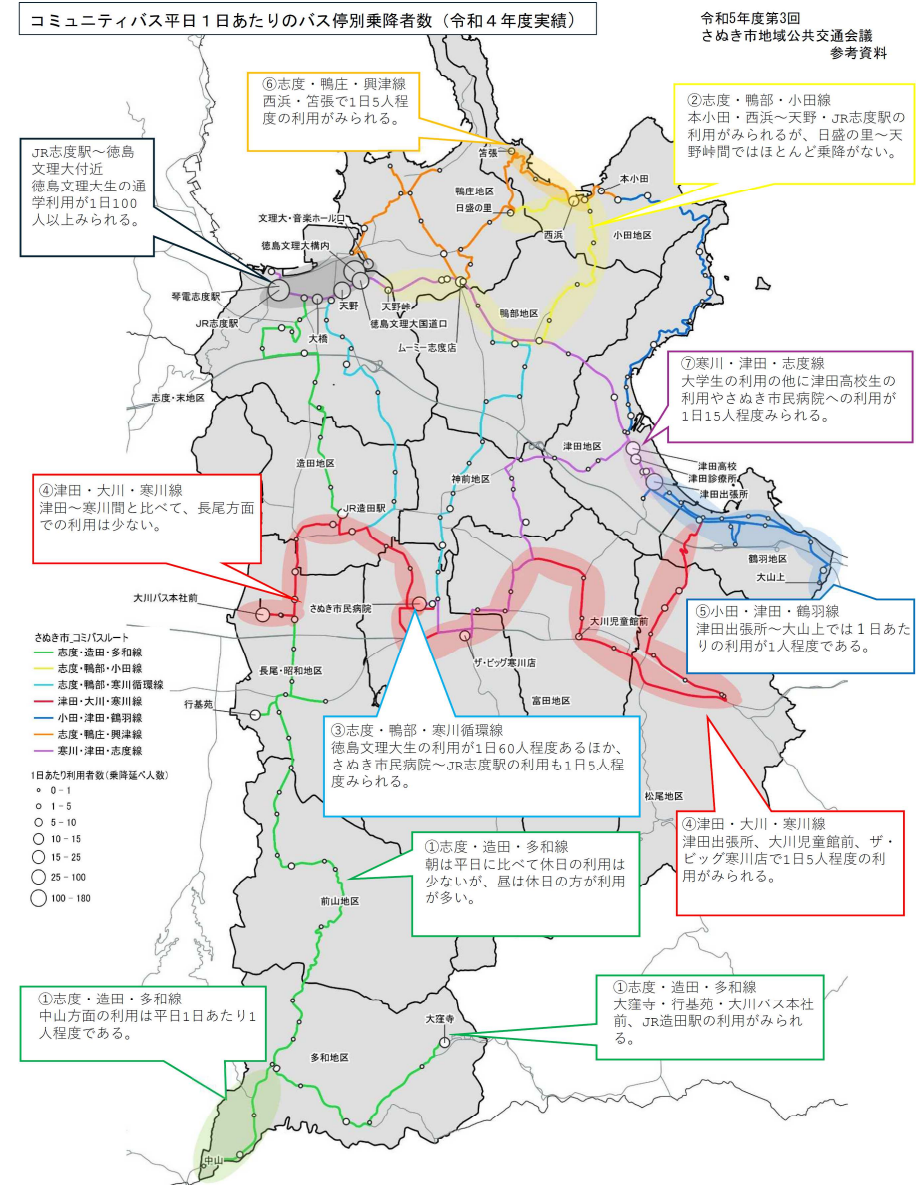 コミュニティバス平日１日あたりのバス停別乗降者数（令和４年度実績）
令和5年度第3回
さぬき市地域公共交通会議
参考資料
⑥志度・鴨庄・興津線
西浜・笘張で1日5人程
度の利用がみられる。
②志度・鴨部・小田線
本小田・西浜～天野・JR志度駅の
利用がみられるが、日盛の里～天
野峠間ではほとんど乗降がない。
JR志度駅～徳島
文理大付近
徳島文理大生の通
学利用が1日100
人以上みられる。
笘張
本小田
鴨庄地区
日盛の里
西浜
小田地区
文理大・音楽ホール口
徳島文理大構内
琴電志度駅
JR志度駅
大橋
天野
天野峠
徳島文理大国道口
ムーミー志度店
鴨部地区
志度・末地区
⑦寒川・津田・志度線
大学生の利用の他に津田高校生の
利用やさぬき市民病院への利用が
1日15人程度みられる。
津田地区
津田高校
津田診療所
津田出張所
造田地区
神前地区
④津田・大川・寒川線
津田～寒川間と比べて、長尾方面
での利用は少ない。
JR造田駅
鶴羽地区
大山上
大川バス本社前
さぬき市民病院
大川児童館前
⑤小田・津田・鶴羽線
津田出張所～大山上では１日あた
りの利用が1人程度である。
さぬき市_コミバスルート
志度・造田・多和線
志度・鴨部・小田線
志度・鴨部・寒川循環線
津田・大川・寒川線
小田・津田・鶴羽線
志度・鴨庄・興津線
寒川・津田・志度線
長尾・昭和地区
ザ・ビッグ寒川店
富田地区
行基苑
1日あたり利用者数（乗降延べ人数）
0 - 1
1 - 5
5 - 10
10 - 15
15 - 25
25 - 100
100 - 180
③志度・鴨部・寒川循環線
徳島文理大生の利用が1日60人程度あるほか、
さぬき市民病院～JR志度駅の利用も1日5人程
度みられる。
松尾地区
④津田・大川・寒川線
津田出張所、大川児童館前、ザ・
ビッグ寒川店で1日5人程度の利
用がみられる。
①志度・造田・多和線
朝は平日に比べて休日の利用は
少ないが、昼は休日の方が利用
が多い。
前山地区
①志度・造田・多和線
中山方面の利用は平日1日あたり1
人程度である。
①志度・造田・多和線
大窪寺・行基苑・大川バス本社
前、JR造田駅の利用がみられ
る。
大窪寺
多和地区
中山